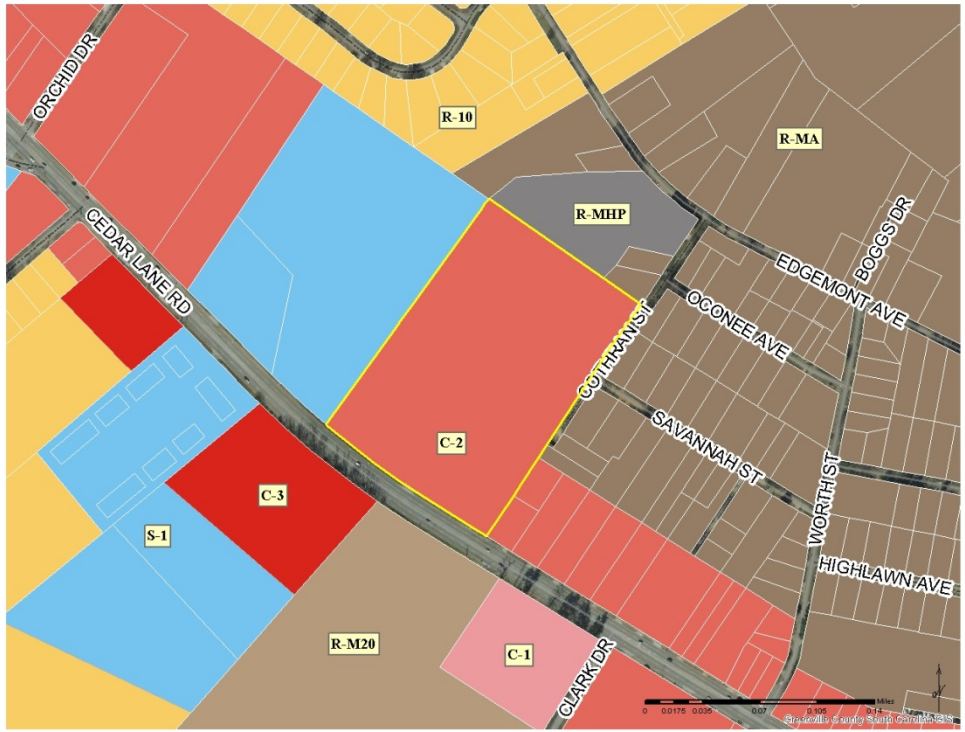 ORCHID DR
R-10
R-MA
R-MHP
BOGGS DR
CEDAR LANE RD
EDGEMONT AVE
OCONEE AVE
COTHRAN ST
C-2
SAVANNAH ST
C-3
WORTH ST
S-1
HIGHLAWN AVE
R-M20
C-1
CLARK DR
Miles
0 0.0175 0.035 0.07 0.105 0.14
Greenville County South Carolina GIS